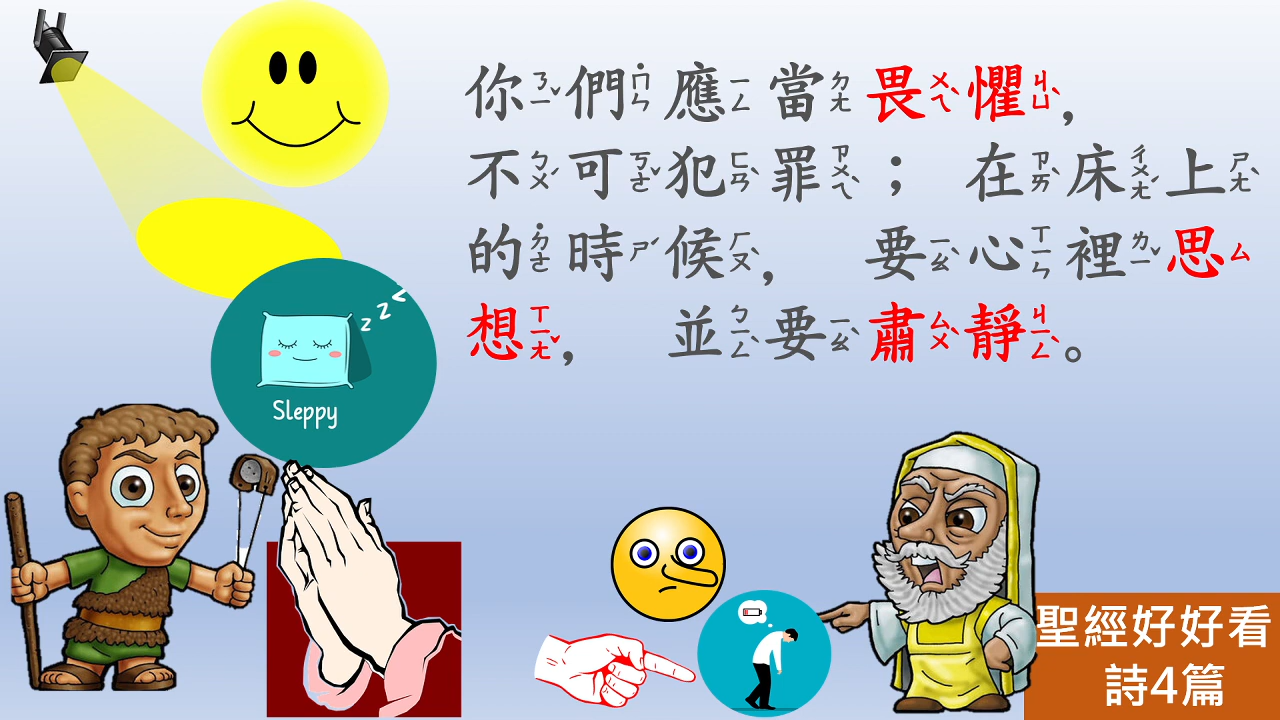 你們應當畏懼，
不可犯罪； 在床上
的時候， 要心裡思
想， 並要肅靜。
z z z
Sleppy
聖經好好看
詩4篇